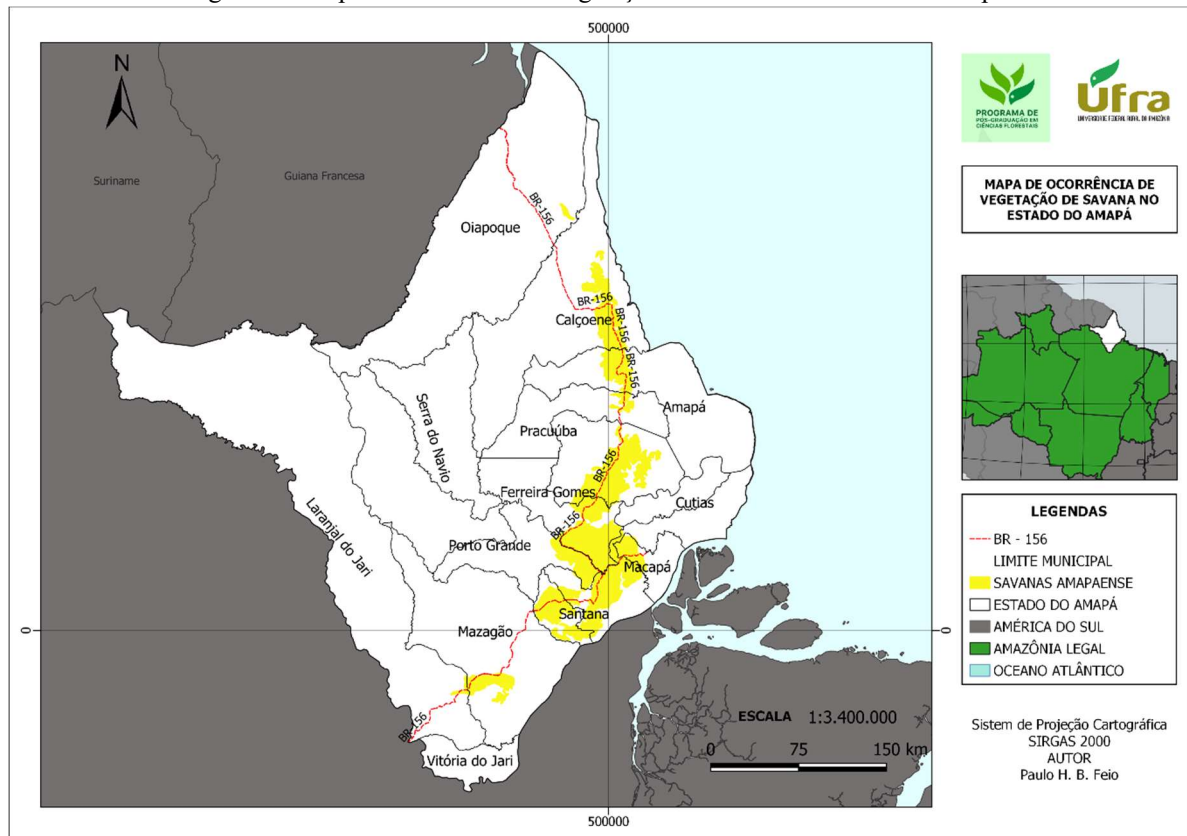 500000
N
Suriname
Guiana Francesa
BR-156
Oiapoque
BR-156
Calçoene
BR-156
BR-156
Amapá
Serra do Navio
Pracuúba
BR-156
Ferreira Gomes
Cutias
BR-156
Laranjal do Jari
Porto Grande
Macapá
Santana
Mazagão
0
0
BR-156
Vitória do Jari
ESCALA 1:3.400.000
0 75 150 km
500000
PROGRAMA DE
PÓS-GRADUAÇÃO EM
CIÊNCIAS FLORESTAIS
Ufra
UNIVERSIDADE FEDERAL RURAL DA AMAZÔNIA
MAPA DE OCORRÊNCIA DE
VEGETAÇÃO DE SAVANA NO
ESTADO DO AMAPÁ
LEGENDAS
BR - 156
LIMITE MUNICIPAL
SAVANAS AMAPAENSE
ESTADO DO AMAPÁ
AMÉRICA DO SUL
AMAZÔNIA LEGAL
OCEANO ATLÂNTICO
Sistem de Projeção Cartográfica
SIRGAS 2000
AUTOR
Paulo H. B. Feio